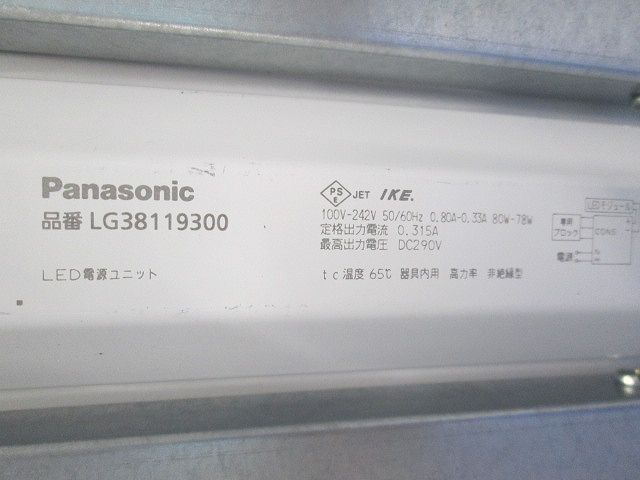 Panasonic
品番 LG38119300
LED電源ユニット
PS
E
JET IKE.
100V-242V 50/60Hz 0.80A-0.33A 80W-78W
定格出力電流 0.315A
最高出力電圧 DC290V
tc温度 65℃ 器具内用 高力率 非絶縁型
LEDモジュール
専用
ブロック
CONS
電源